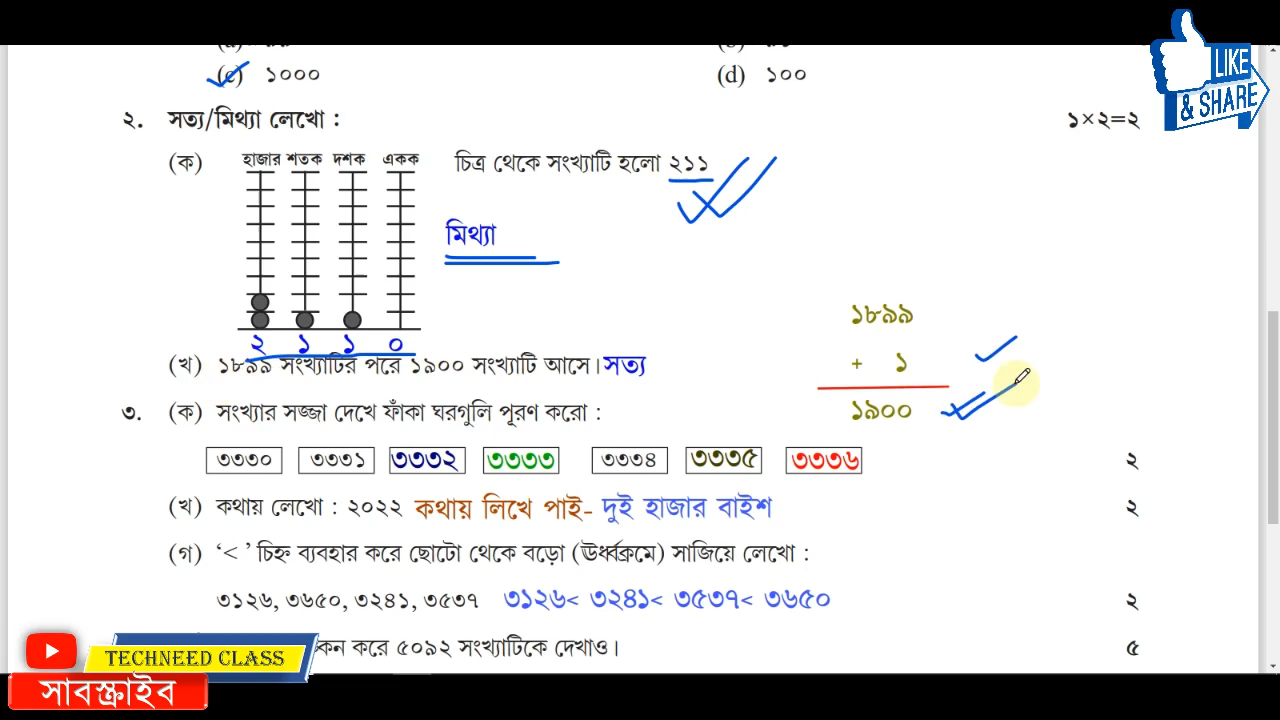 (c) ১০০০ (d) ১০০
২. সত্য/মিথ্যা লেখো : ১×২=২
(ক) হাজার শতক দশক একক চিত্র থেকে সংখ্যাটি হলো ২১১
মিথ্যা
২ ১ ১ ০
(খ) ১৮৯৯ সংখ্যাটির পরে ১৯০০ সংখ্যাটি আসে। সত্য
১৮৯৯
+ ১
১৯০০
৩. (ক) সংখ্যার সজ্জা দেখে ফাঁকা ঘরগুলি পূরণ করো :
৩৩৩০ ৩৩৩১ ৩৩৩২ ৩৩৩৩ ৩৩৩৪ ৩৩৩৫ ৩৩৩৬ ২
(খ) কথায় লেখো : ২০২২ কথায় লিখে পাই- দুই হাজার বাইশ ২
(গ) ‘< ’ চিহ্ন ব্যবহার করে ছোটো থেকে বড়ো (ঊর্ধ্বক্রমে) সাজিয়ে লেখো :
৩১২৬, ৩৬৫০, ৩২৪১, ৩৫৩৭ ৩১২৬< ৩২৪১< ৩৫৩৭< ৩৬৫০ ২
করে ৫০৯২ সংখ্যাটিকে দেখাও। ৫
LIKE
& SHARE
TECHNEED CLASS
সাবস্ক্রাইব